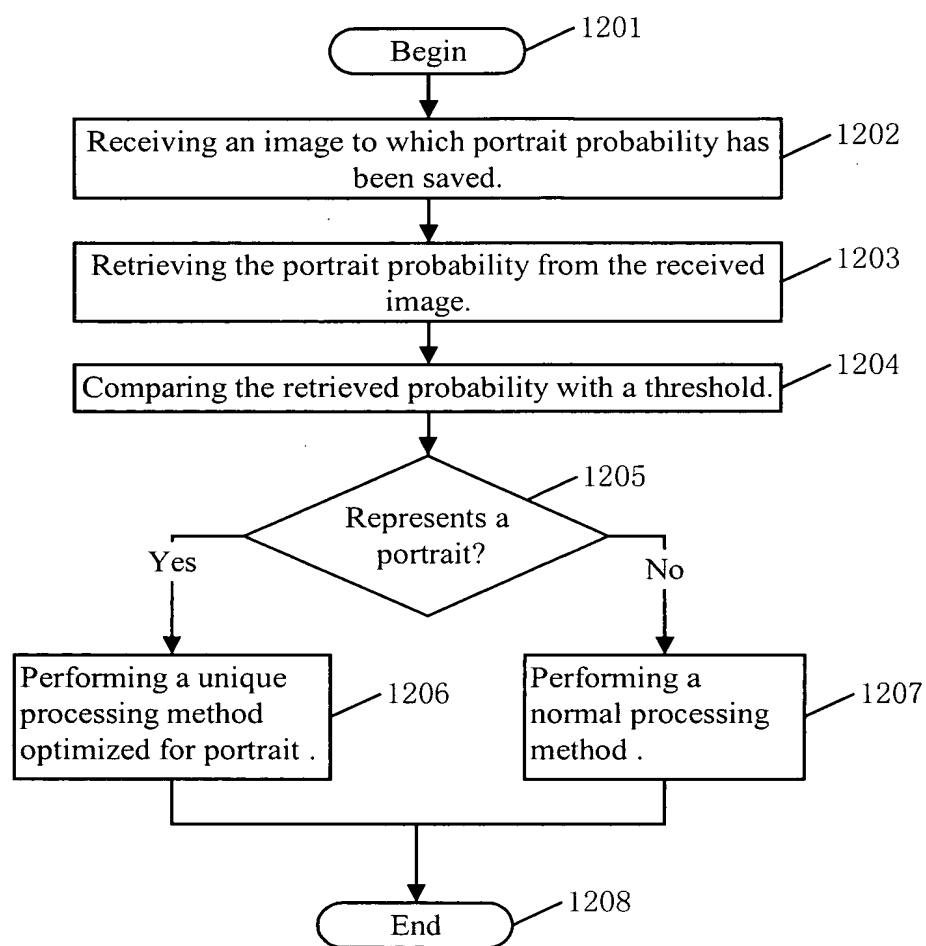 Begin
1201
Receiving an image to which portrait probability has
been saved.
1202
Retrieving the portrait probability from the received
image.
1203
Comparing the retrieved probability with a threshold.
1204
1205
Represents a
portrait?
Yes
No
Performing a unique
processing method
optimized for portrait .
1206
Performing a
normal processing
method .
1207
End
1208